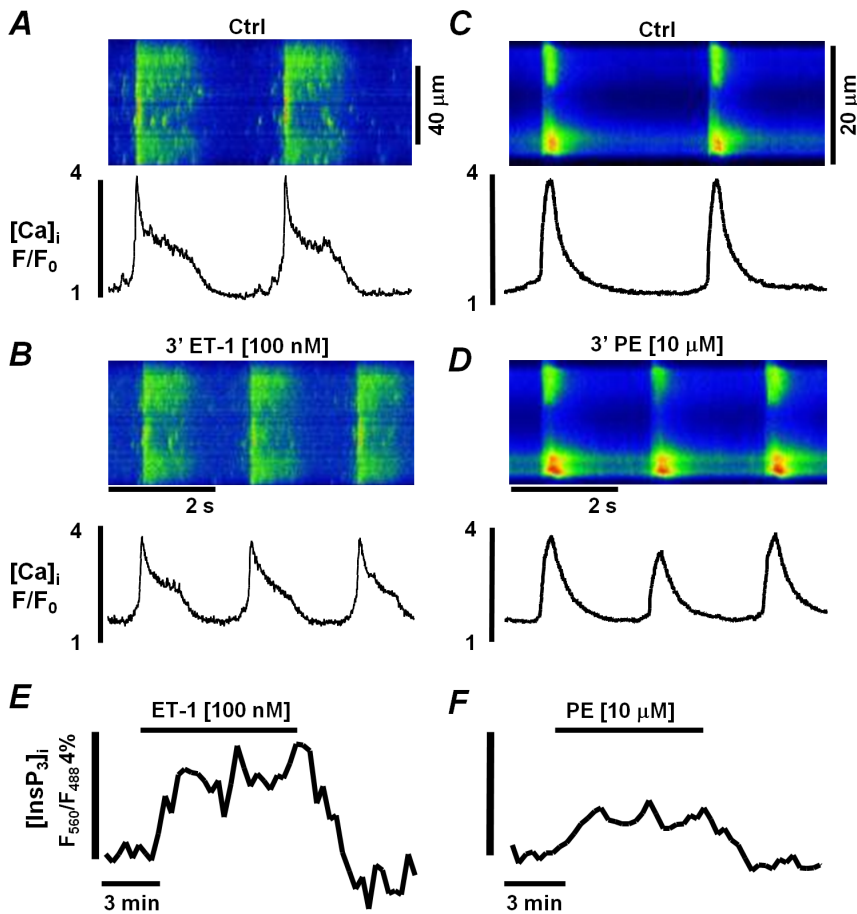 A
Ctrl
40 μm
4
[Ca]i
F/F0
1
C
Ctrl
20 μm
4
1
B
3’ ET-1 [100 nM]
2 s
4
[Ca]i
F/F0
1
D
3’ PE [10 μM]
2 s
4
1
E
ET-1 [100 nM]
[InsP3]i
F560/F488 4%
3 min
F
PE [10 μM]
3 min